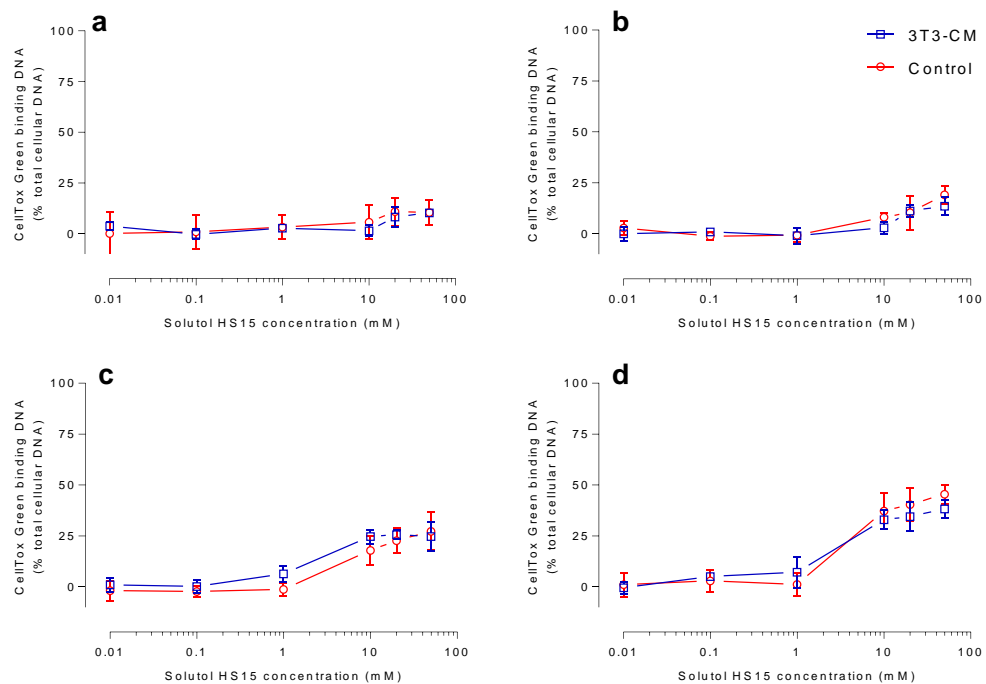 a
100
75
50
25
0
CellTox Green binding DNA
(% total cellular DNA)
0.01 0.1 1 10 100
Solutol HS15 concentration (mM)
b
3T3-CM
Control
100
75
50
25
0
CellTox Green binding DNA
(% total cellular DNA)
0.01 0.1 1 10 100
Solutol HS15 concentration (mM)
c
100
75
50
25
0
CellTox Green binding DNA
(% total cellular DNA)
0.01 0.1 1 10 100
Solutol HS15 concentration (mM)
d
100
75
50
25
0
CellTox Green binding DNA
(% total cellular DNA)
0.01 0.1 1 10 100
Solutol HS15 concentration (mM)